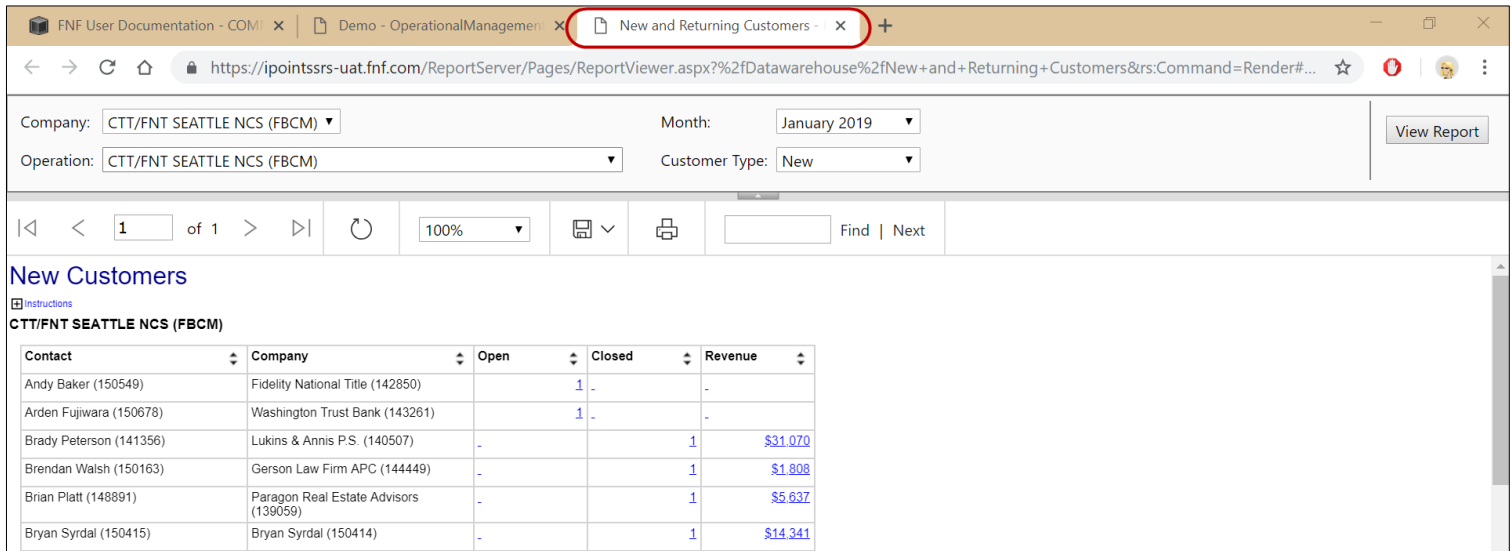 FNF User Documentation - COM
Demo - OperationalManagemen
New and Returning Customers -
https://ipointssrs-uat.fnf.com/ReportServer/Pages/ReportViewer.aspx?%2fDatawarehouse%2fNew+and+Returning+Customers&rs:Command=Render#...
Company: CTT/FNT SEATTLE NCS (FBCM) Month: January 2019 View Report
Operation: CTT/FNT SEATTLE NCS (FBCM) Customer Type: New
1 of 1 100% Find | Next
New Customers
Instructions
CTT/FNT SEATTLE NCS (FBCM)
Contact Company Open Closed Revenue
Andy Baker (150549) Fidelity National Title (142850) 1 - -
Arden Fujiwara (150678) Washington Trust Bank (143261) 1 - -
Brady Peterson (141356) Lukins & Annis P.S. (140507) - 1 $31,070
Brendan Walsh (150163) Gerson Law Firm APC (144449) - 1 $1,808
Brian Platt (148891) Paragon Real Estate Advisors - 1 $5,637
(139059)
Bryan Syrdal (150415) Bryan Syrdal (150414) - 1 $14,341